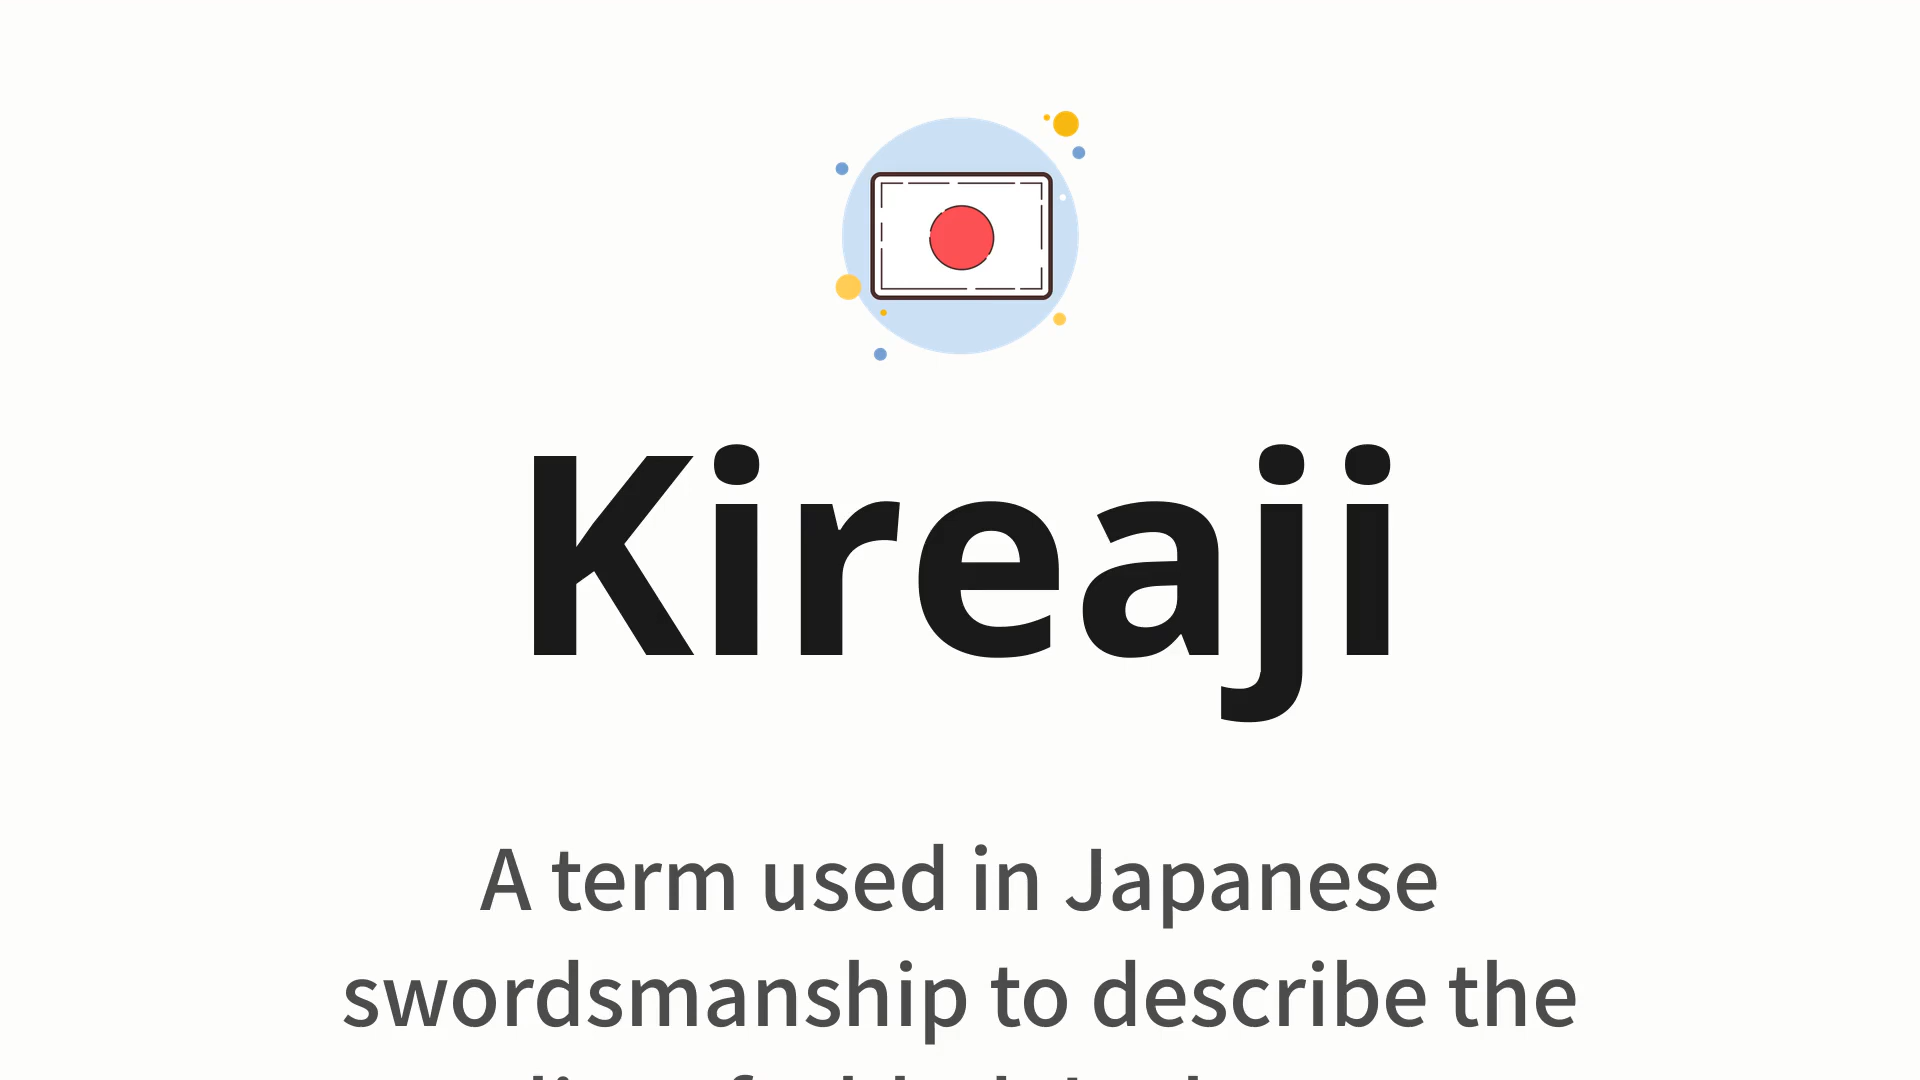 Kireaji
A term used in Japanese
swordsmanship to describe the